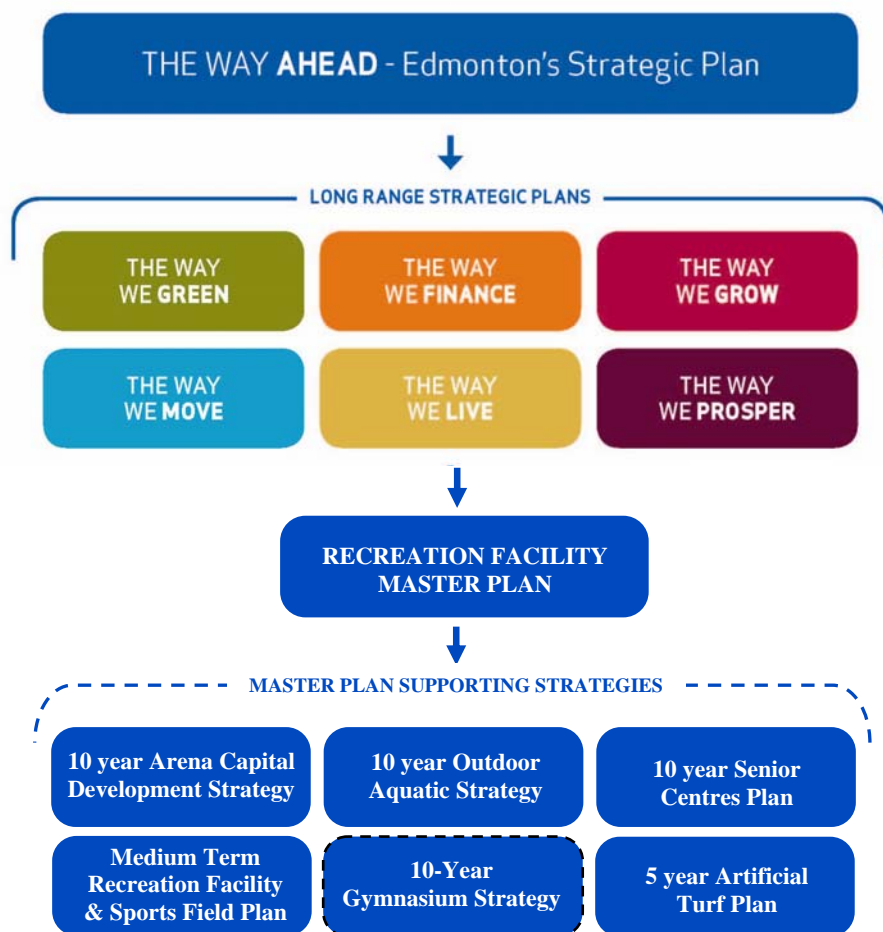 THE WAY AHEAD - Edmonton's Strategic Plan
LONG RANGE STRATEGIC PLANS
THE WAY
WE GREEN
THE WAY
WE FINANCE
THE WAY
WE GROW
THE WAY
WE MOVE
THE WAY
WE LIVE
THE WAY
WE PROSPER
RECREATION FACILITY
MASTER PLAN
MASTER PLAN SUPPORTING STRATEGIES
10 year Arena Capital
Development Strategy
10 year Outdoor
Aquatic Strategy
10 year Senior
Centres Plan
Medium Term
Recreation Facility
& Sports Field Plan
10-Year
Gymnasium Strategy
5 year Artificial
Turf Plan